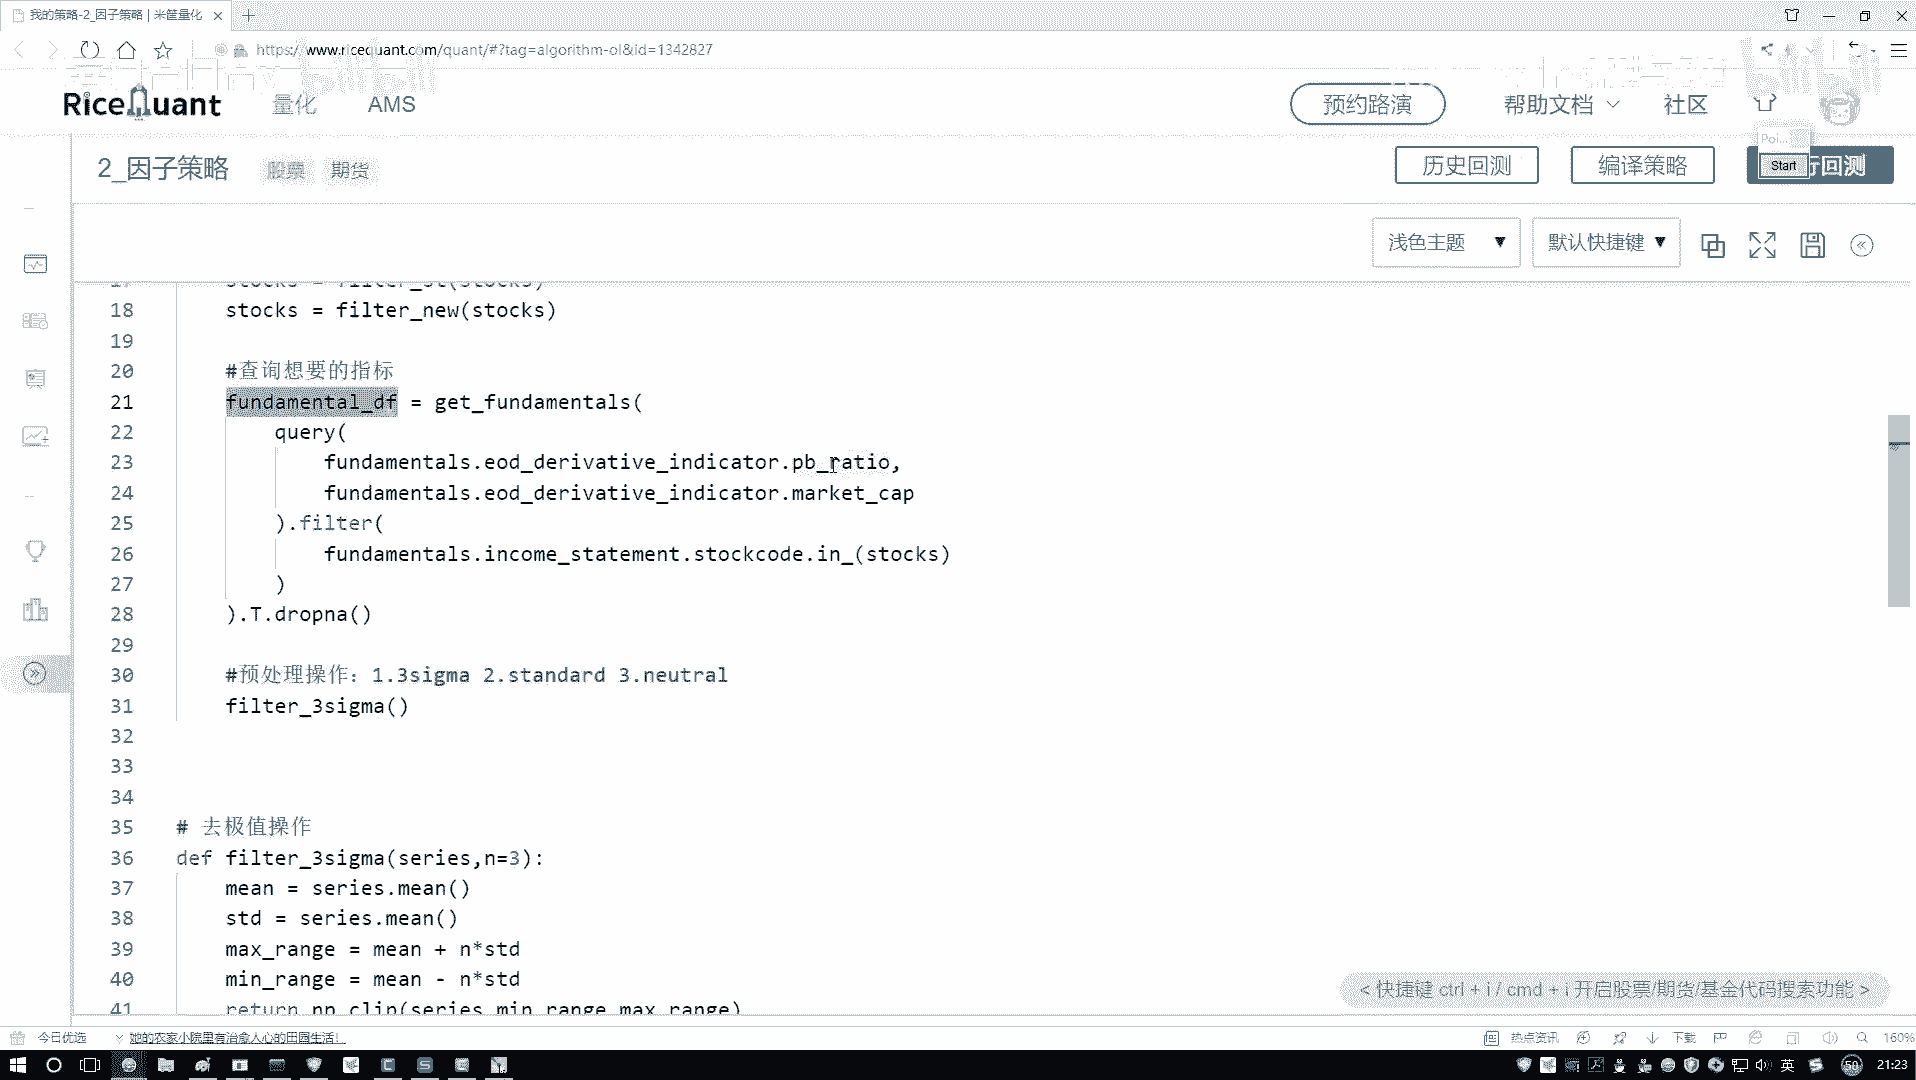 我的策略-2_因子策略 | 米筐量化
https://www.ricequant.com/quant/#?tag=algorithm-ol&id=1342827
RiceQuant 量化 AMS 预约路演 帮助文档 社区
2_因子策略 股票 期货 历史回测 编译策略 行回测
Poi...
Start
浅色主题 默认快捷键
18 stocks = filter_new(stocks)
19
20 #查询想要的指标
21 fundamental_df = get_fundamentals(
22 query(
23 fundamentals.eod_derivative_indicator.pb_ratio,
24 fundamentals.eod_derivative_indicator.market_cap
25 ).filter(
26 fundamentals.income_statement.stockcode.in_(stocks)
27 )
28 ).T.dropna()
29
30 #预处理操作：1.3sigma 2.standard 3.neutral
31 filter_3sigma()
32
33
34
35 # 去极值操作
36 def filter_3sigma(series,n=3):
37 mean = series.mean()
38 std = series.mean()
39 max_range = mean + n*std
40 min_range = mean - n*std
41 return np.clip(series,min_range,max_range)
< 快捷键 ctrl + i / cmd + i 开启股票/期货/基金代码搜索功能 >
今日优选 她的农家小院里有治愈人心的田园生活！ 热点资讯 下载 160%
英 50 21:23